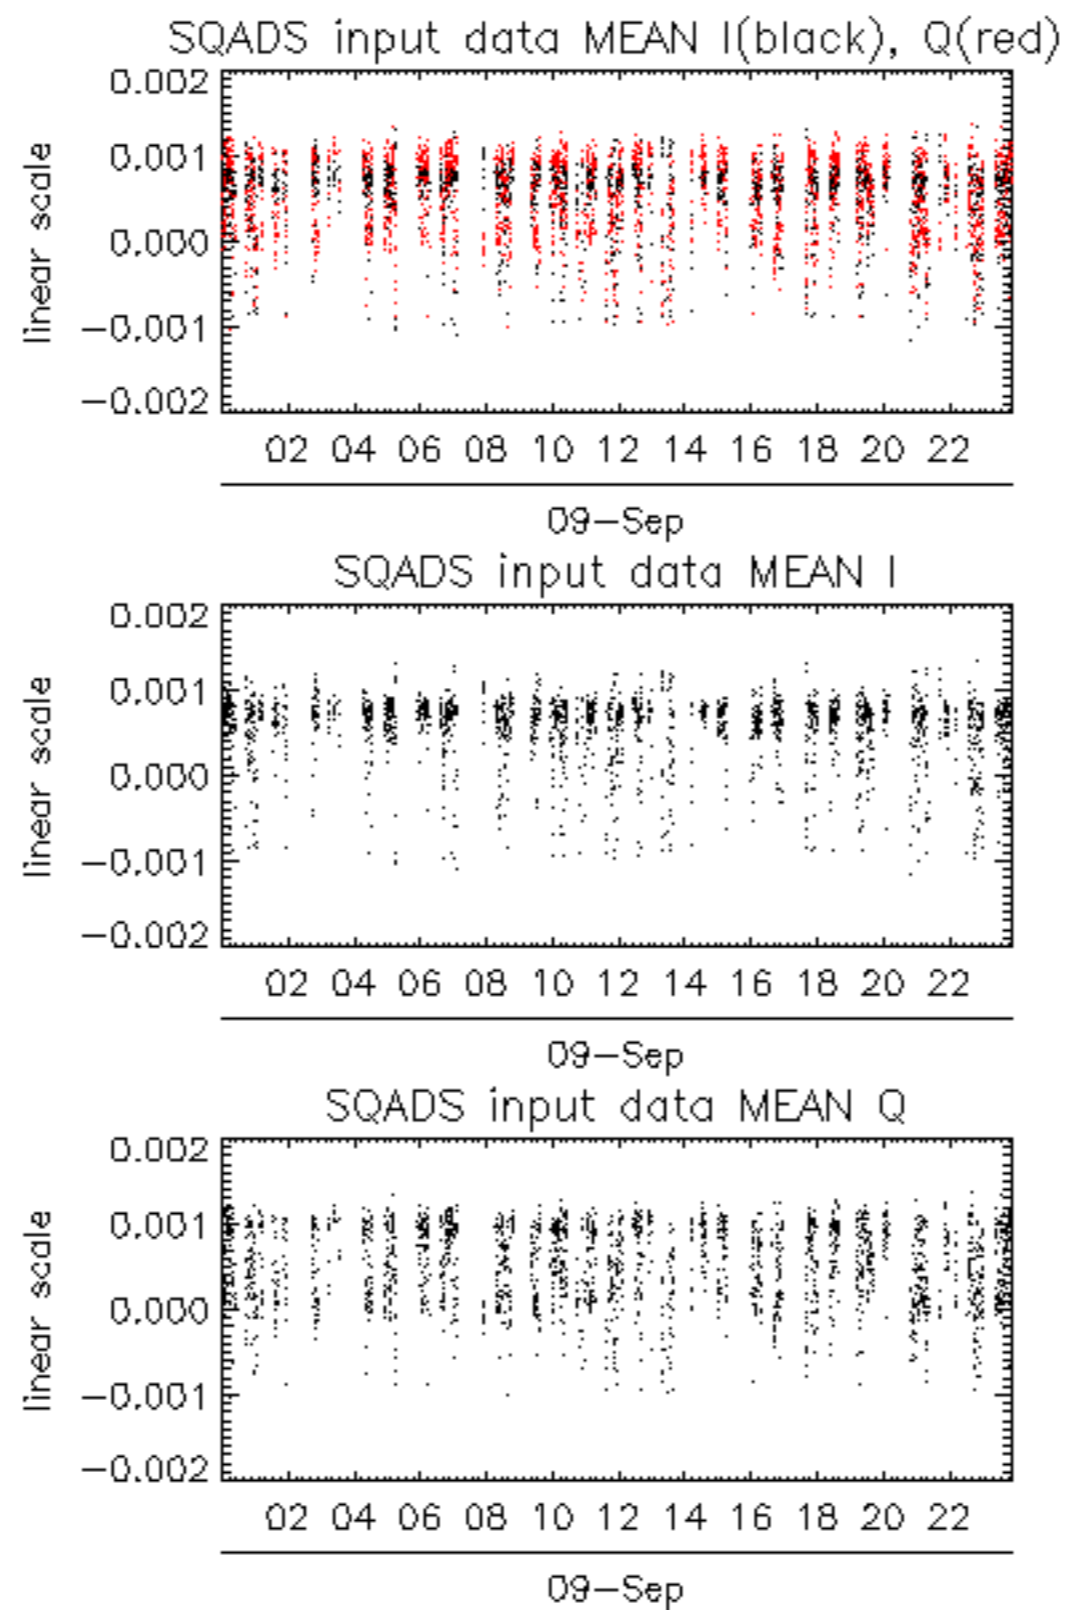 SQADS input data MEAN I(black), Q(red)
0.002
0.001
0.000
−0.001
−0.002
linear scale
02 04 06 08 10 12 14 16 18 20 22
09−Sep
SQADS input data MEAN I
0.002
0.001
0.000
−0.001
−0.002
linear scale
02 04 06 08 10 12 14 16 18 20 22
09−Sep
SQADS input data MEAN Q
0.002
0.001
0.000
−0.001
−0.002
linear scale
02 04 06 08 10 12 14 16 18 20 22
09−Sep